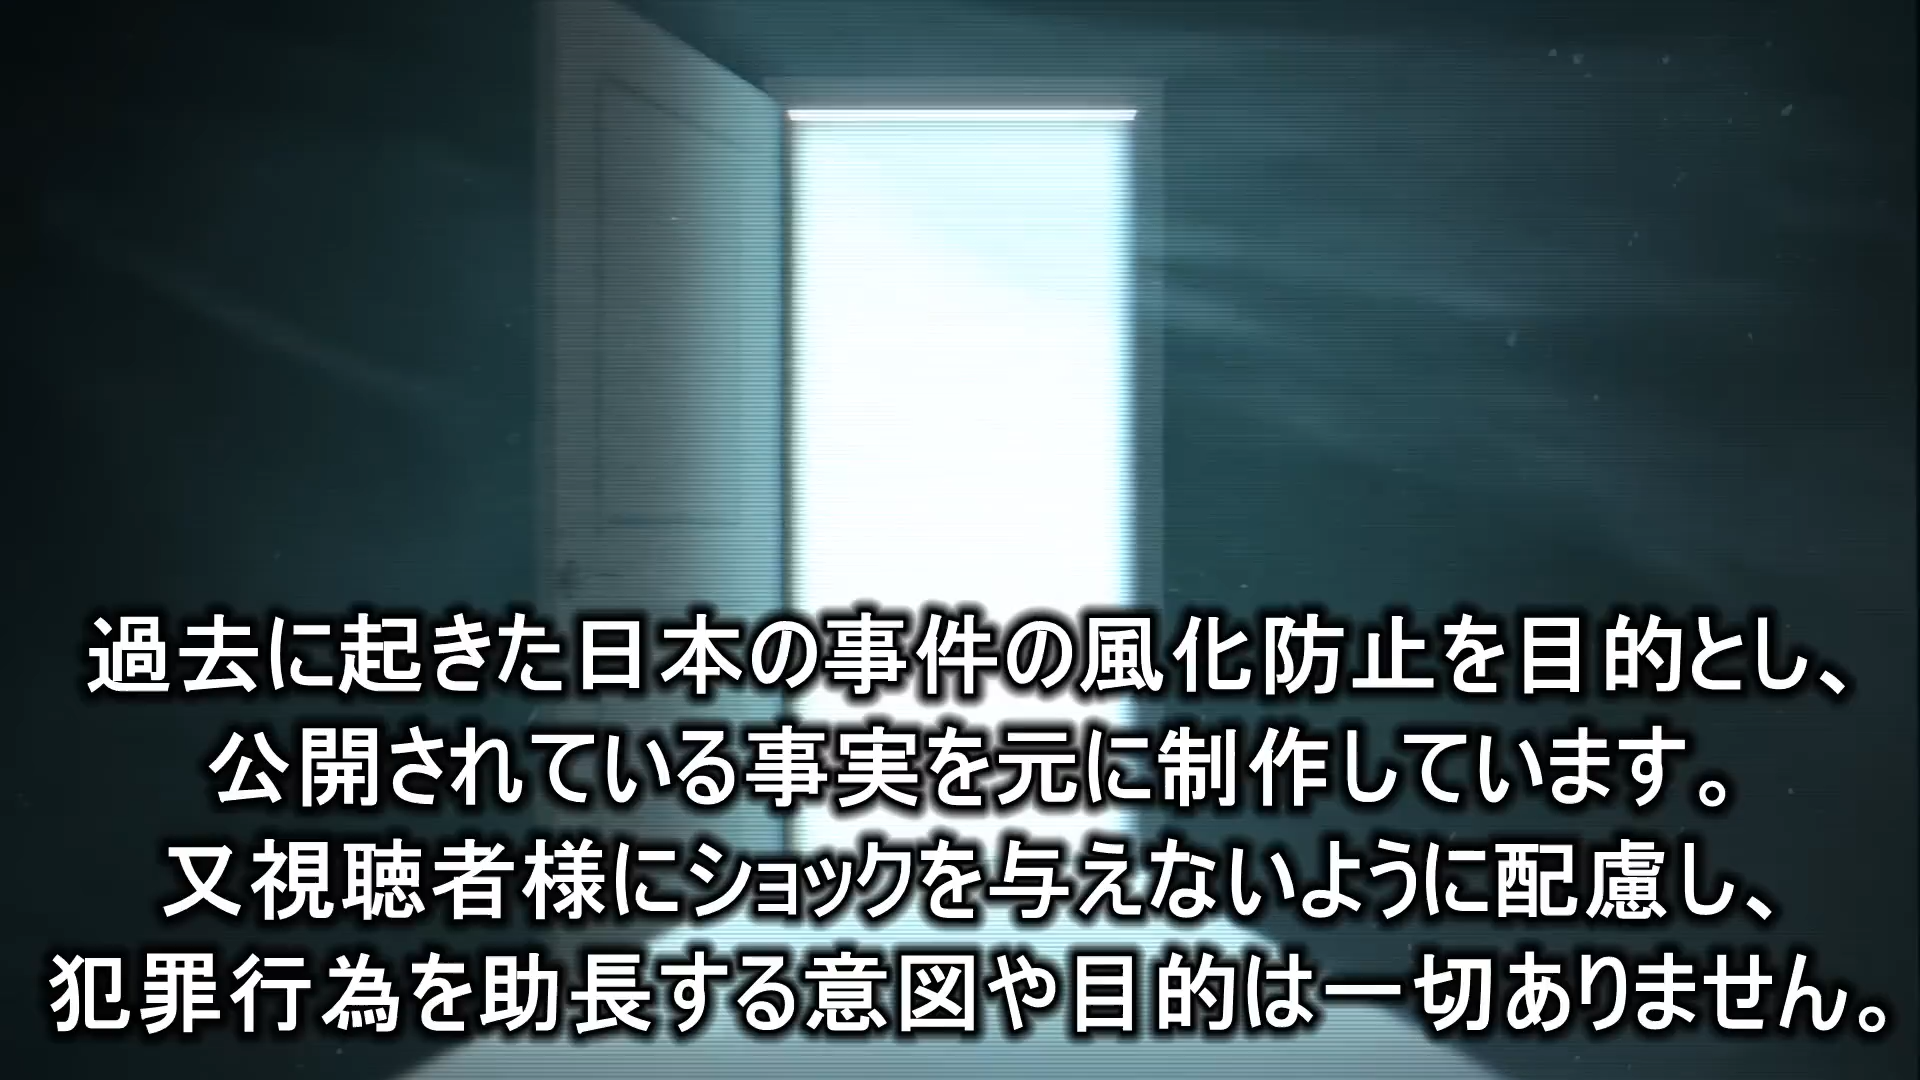 過去に起きた日本の事件の風化防止を目的とし、
公開されている事実を元に制作しています。
又視聴者様にショックを与えないように配慮し、
犯罪行為を助長する意図や目的は一切ありません。